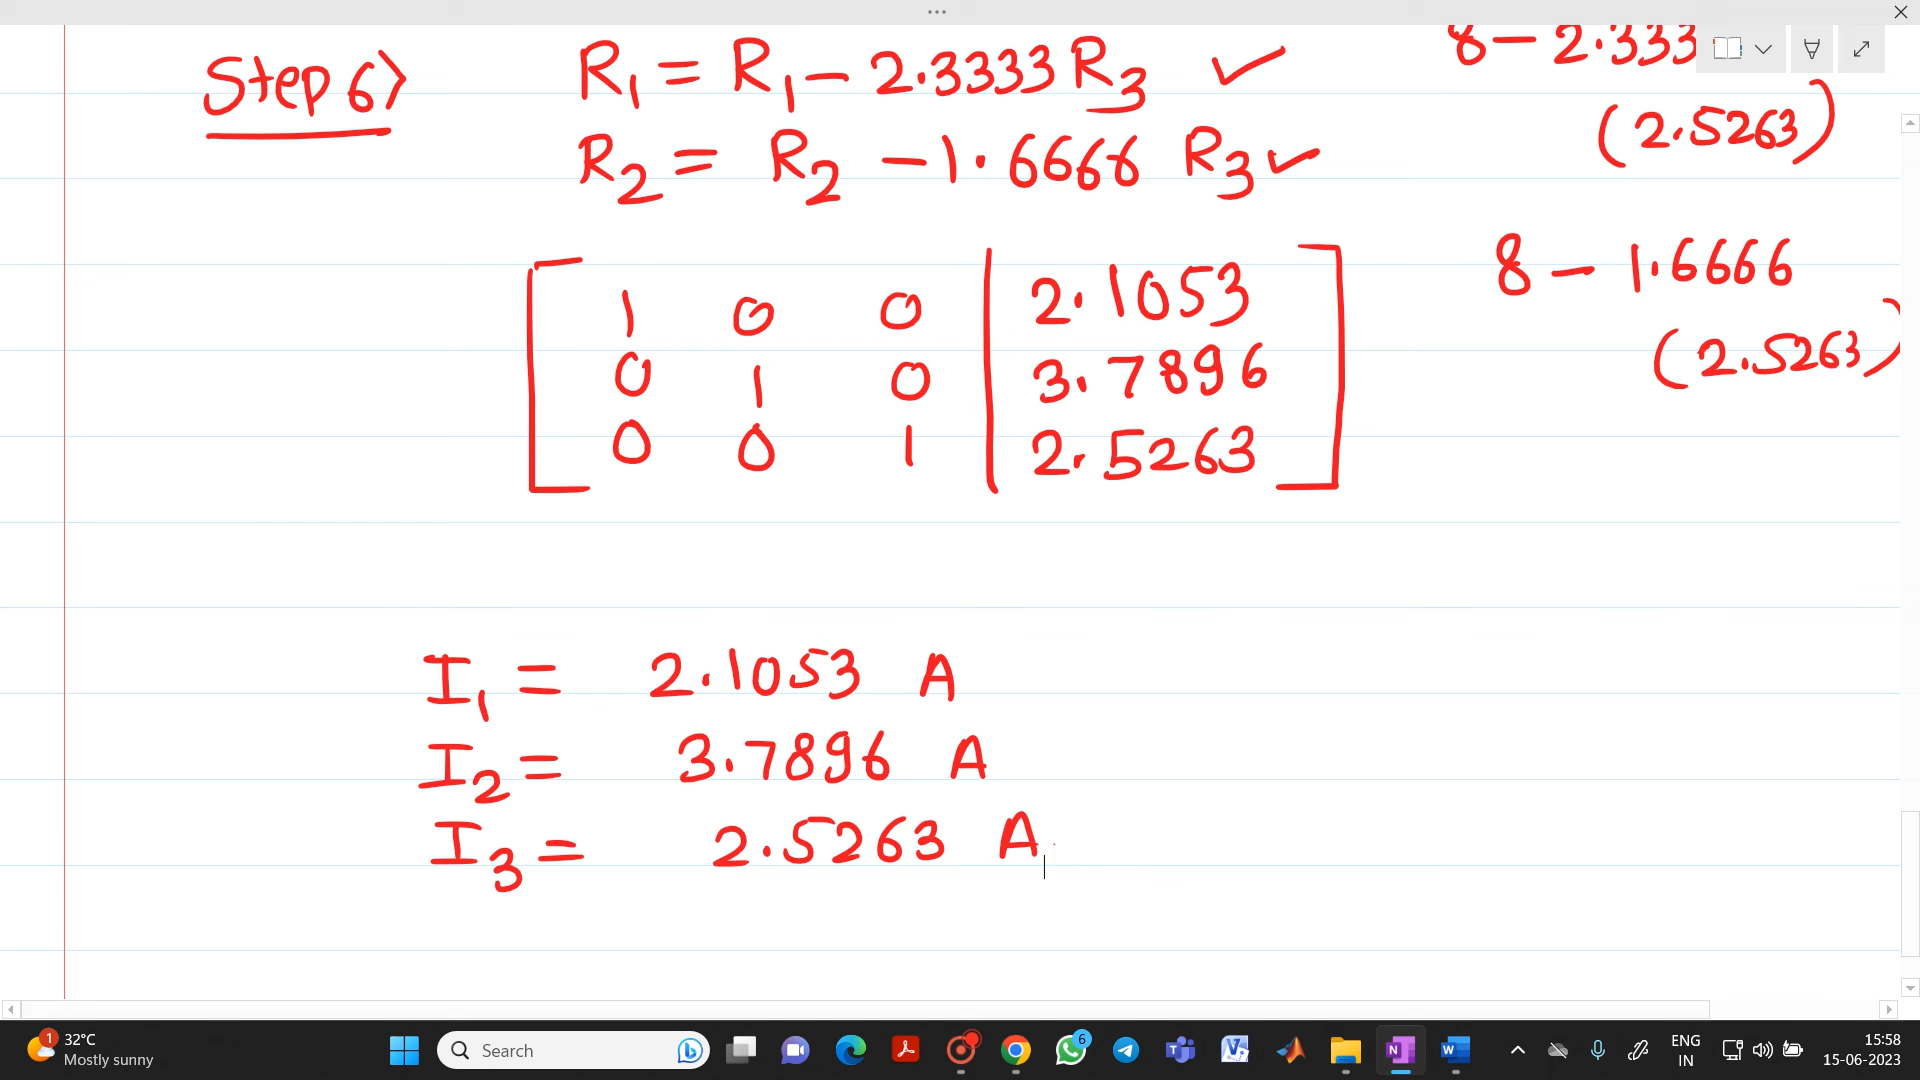 Step 6>
R1 = R1 - 2.3333 R3 ✓
8 - 2.333
(2.5263)
R2 = R2 - 1.6666 R3 ✓
8 - 1.6666
(2.5263)
1 0 0 | 2.1053
0 1 0 | 3.7896
0 0 1 | 2.5263
I1 = 2.1053 A
I2 = 3.7896 A
I3 = 2.5263 A
1
32°C
Mostly sunny
Search
6
ENG
IN
15:58
15-06-2023